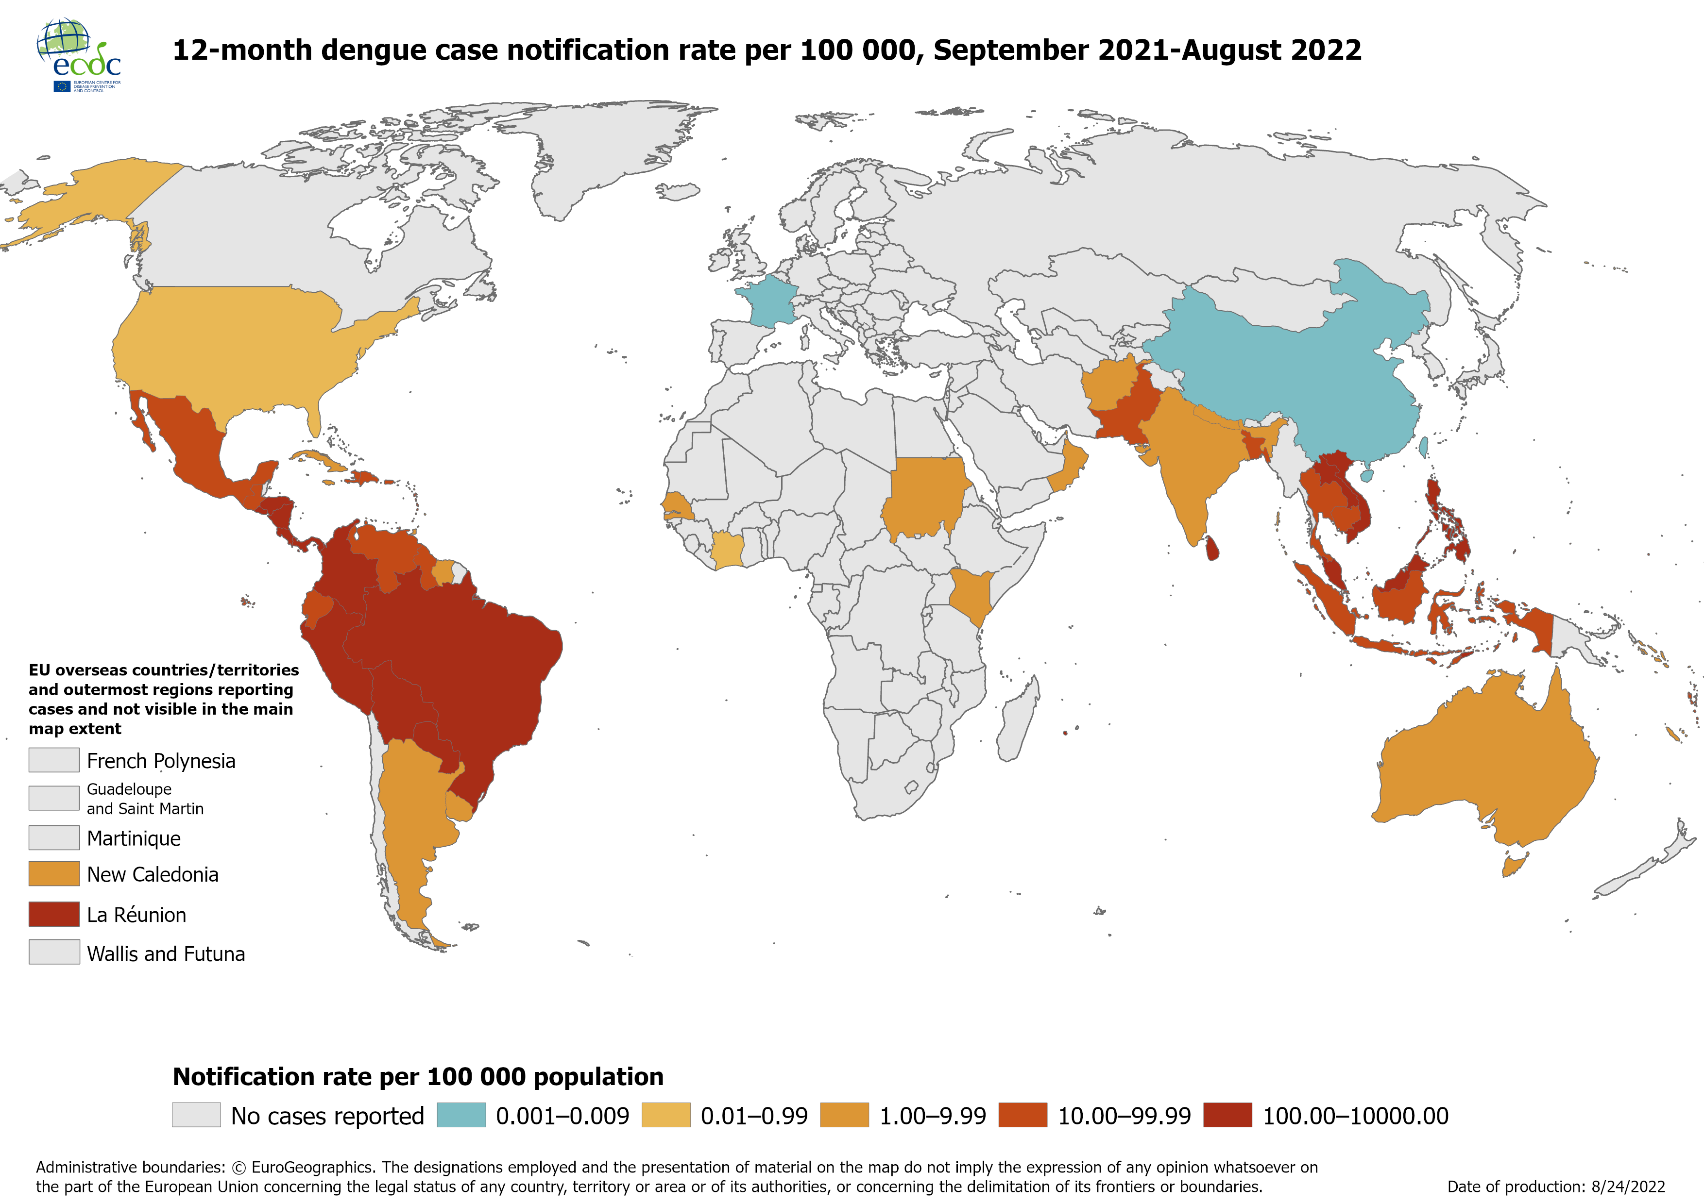 ecdc
EUROPEAN CENTRE FOR
DISEASE PREVENTION
AND CONTROL
12-month dengue case notification rate per 100 000, September 2021-August 2022
EU overseas countries/territories
and outermost regions reporting
cases and not visible in the main
map extent
French Polynesia
Guadeloupe
and Saint Martin
Martinique
New Caledonia
La Réunion
Wallis and Futuna
Notification rate per 100 000 population
No cases reported
0.001–0.009
0.01–0.99
1.00–9.99
10.00–99.99
100.00–10000.00
Administrative boundaries: © EuroGeographics. The designations employed and the presentation of material on the map do not imply the expression of any opinion whatsoever on
the part of the European Union concerning the legal status of any country, territory or area or of its authorities, or concerning the delimitation of its frontiers or boundaries.
Date of production: 8/24/2022